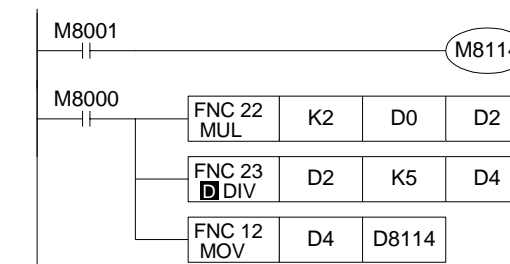 M8001
M8114
M8000
FNC 22 MUL K2 D0 D2
FNC 23 D DIV D2 K5 D4
FNC 12 MOV D4 D8114